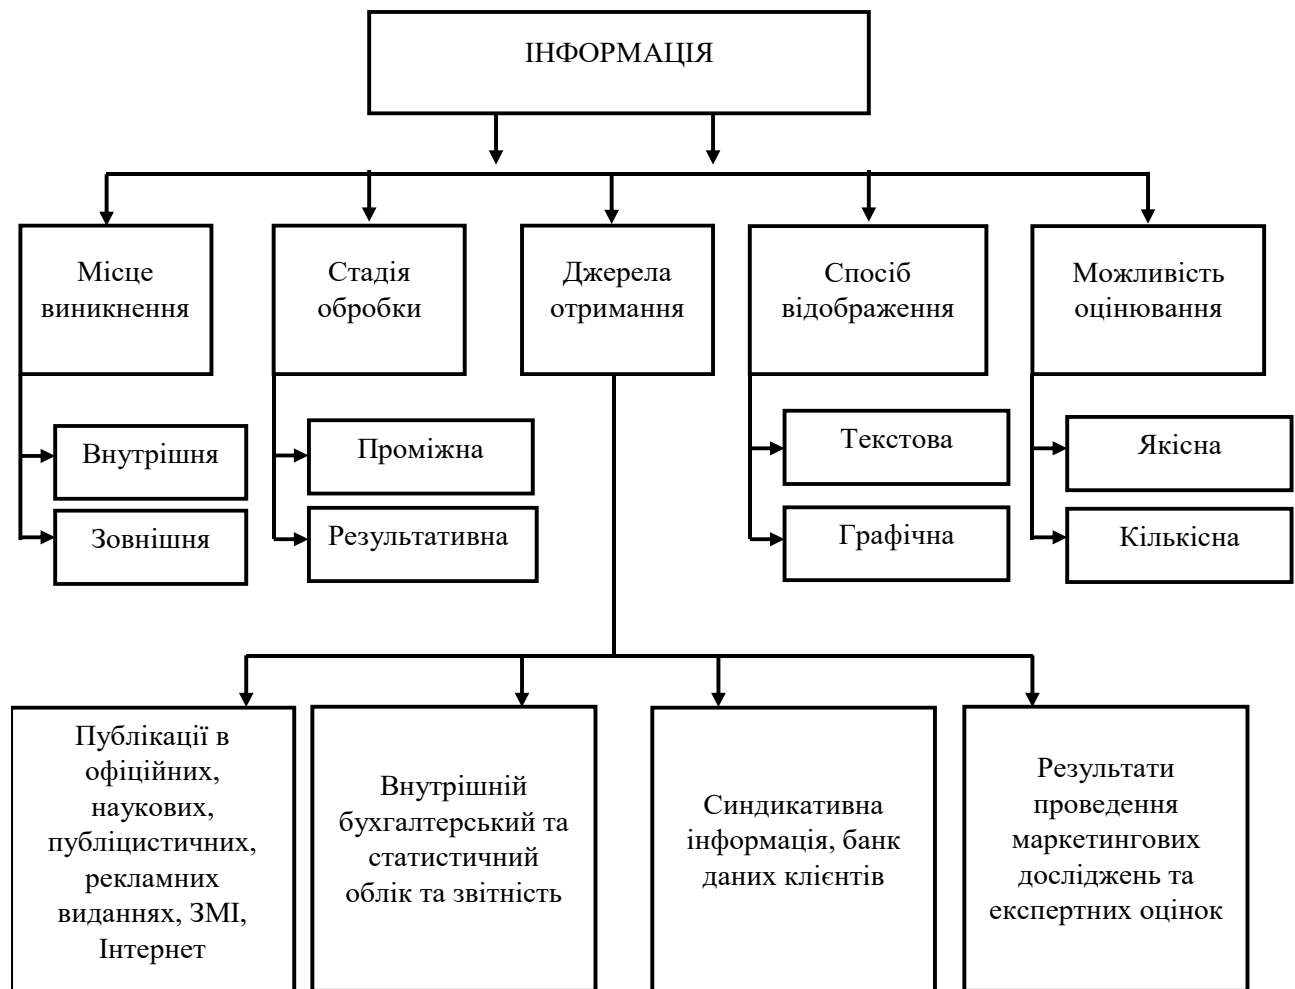 ІНФОРМАЦІЯ
Місце
виникнення
Стадія
обробки
Джерела
отримання
Спосіб
відображення
Можливість
оцінювання
Внутрішня
Зовнішня
Проміжна
Результативна
Текстова
Графічна
Якісна
Кількісна
Публікації в
офіційних,
наукових,
публіцистичних,
рекламних
виданнях, ЗМІ,
Інтернет
Внутрішній
бухгалтерський та
статистичний
облік та звітність
Синдикативна
інформація, банк
даних клієнтів
Результати
проведення
маркетингових
досліджень та
експертних оцінок